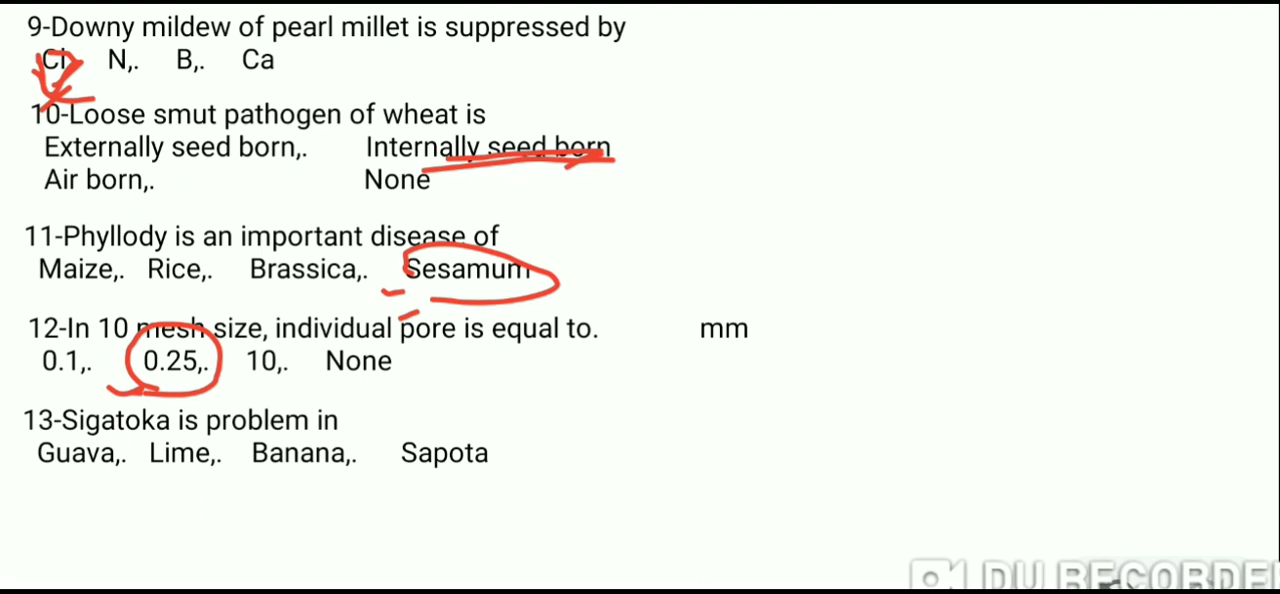 9-Downy mildew of pearl millet is suppressed by
N,. B,. Ca
10-Loose smut pathogen of wheat is
Externally seed born,. Internally seed born
Air born,. None
11-Phyllody is an important disease of
Maize,. Rice,. Brassica,. Sesamum
12-In 10 mesh size, individual pore is equal to. mm
0.1,. 0.25,. 10,. None
13-Sigatoka is problem in
Guava,. Lime,. Banana,. Sapota
DU RECORDER